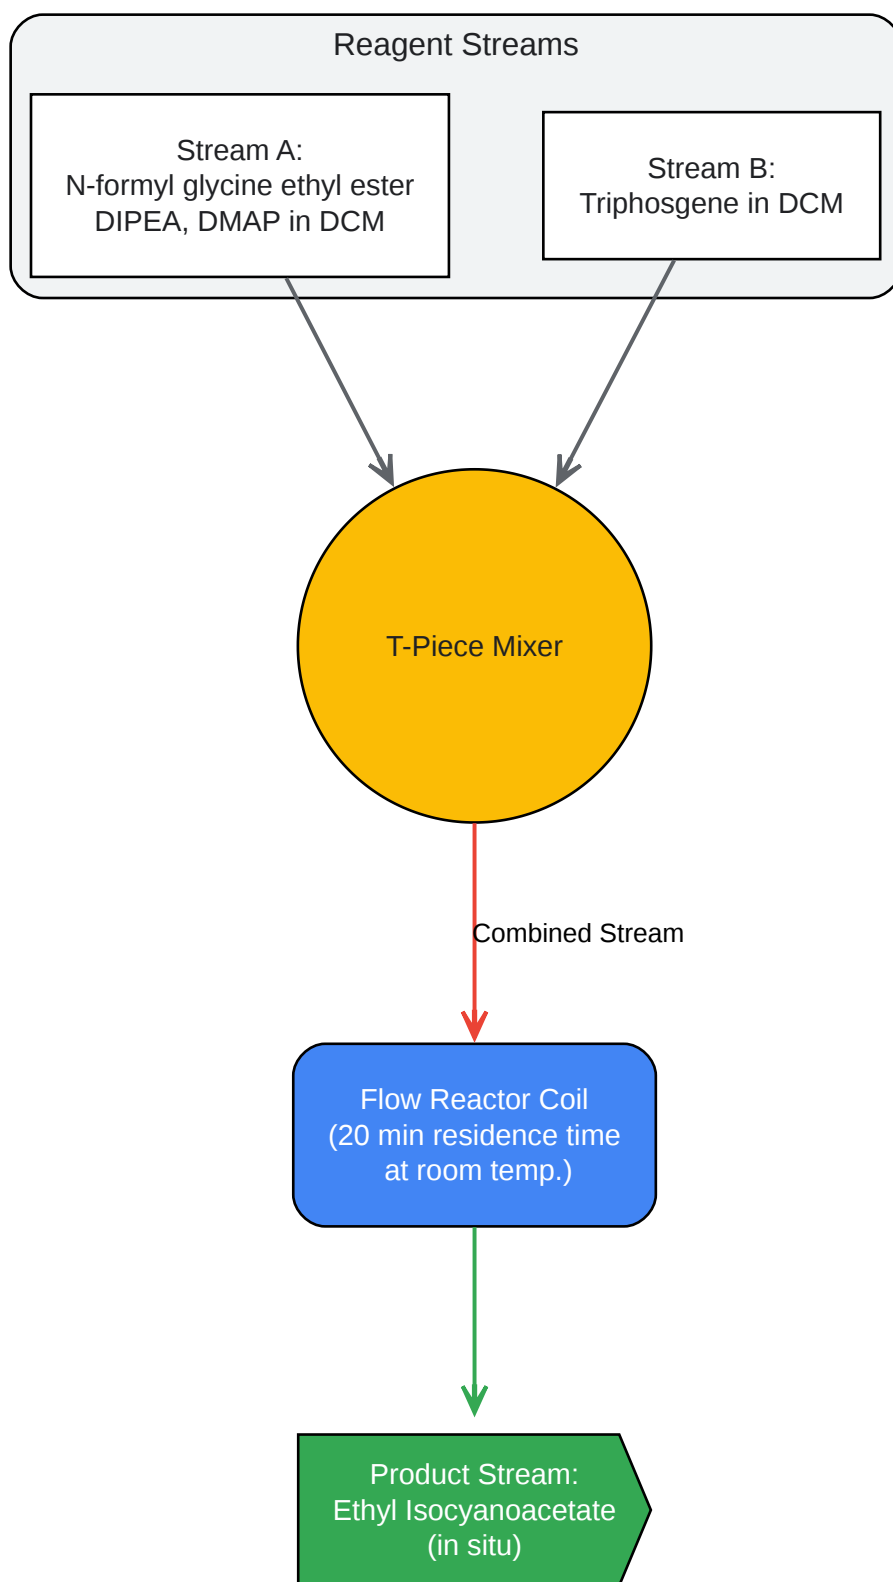 Reagent Streams
Stream A:
N-formyl glycine ethyl ester
DIPEA, DMAP in DCM
Stream B:
Triphosgene in DCM
T-Piece Mixer
Combined Stream
Flow Reactor Coil
(20 min residence time
at room temp.)
Product Stream:
Ethyl Isocyanoacetate
(in situ)